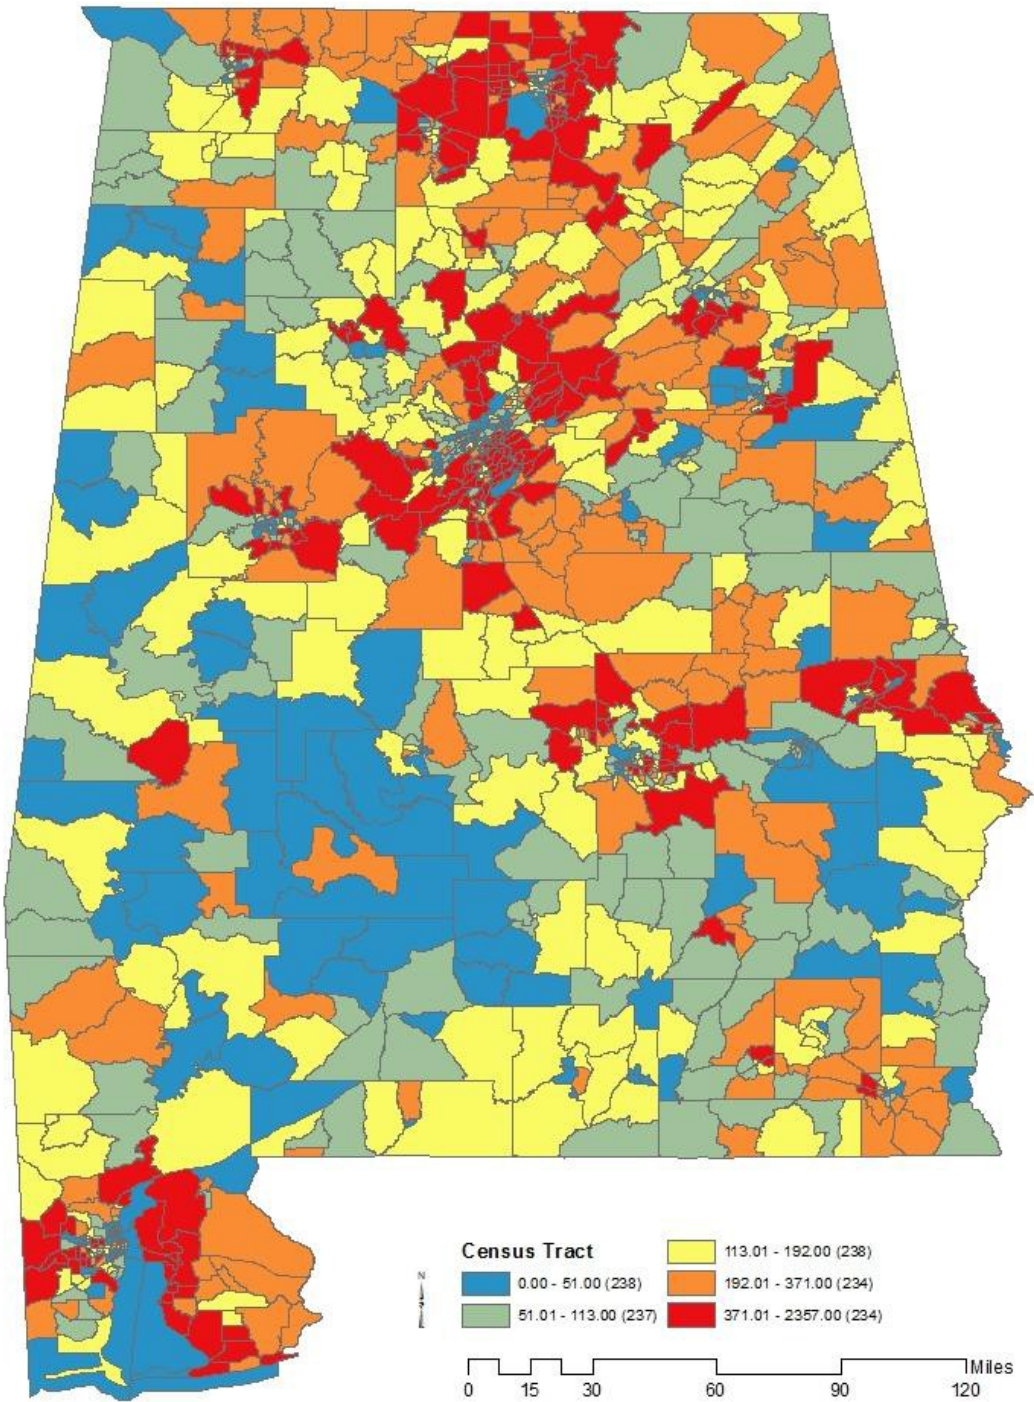 Census Tract
0.00 - 51.00 (238)
51.01 - 113.00 (237)
113.01 - 192.00 (238)
192.01 - 371.00 (234)
371.01 - 2357.00 (234)
N
Miles
0 15 30 60 90 120